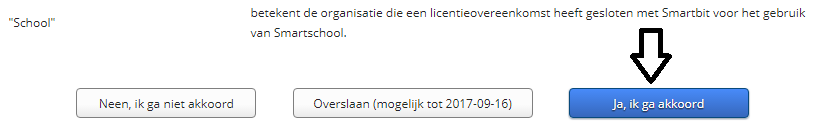 "School"
betekent de organisatie die een licentieovereenkomst heeft gesloten met Smartbit voor het gebruik
van Smartschool.
Neen, ik ga niet akkoord
Overslaan (mogelijk tot 2017-09-16)
Ja, ik ga akkoord